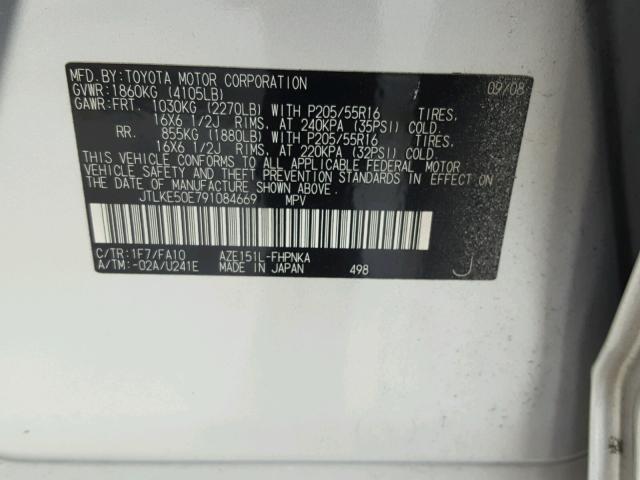 MFD.BY:TOYOTA MOTOR CORPORATION 09/08
GVWR:1860KG (4105LB)
GAWR:FRT. 1030KG (2270LB) WITH P205/55R16 TIRES,
16X6 1/2J RIMS, AT 240KPA (35PSI) COLD.
RR. 855KG (1880LB) WITH P205/55R16 TIRES,
16X6 1/2J RIMS, AT 220KPA (32PSI) COLD.
THIS VEHICLE CONFORMS TO ALL APPLICABLE FEDERAL MOTOR
VEHICLE SAFETY AND THEFT PREVENTION STANDARDS IN
EFFECT ON THE DATE OF MANUFACTURE SHOWN ABOVE.
JTLKE50E791084669 MPV
C/TR:1F7/FA10 AZE151L-FHPNKA
A/TM:-02A/U241E MADE IN JAPAN 498 J